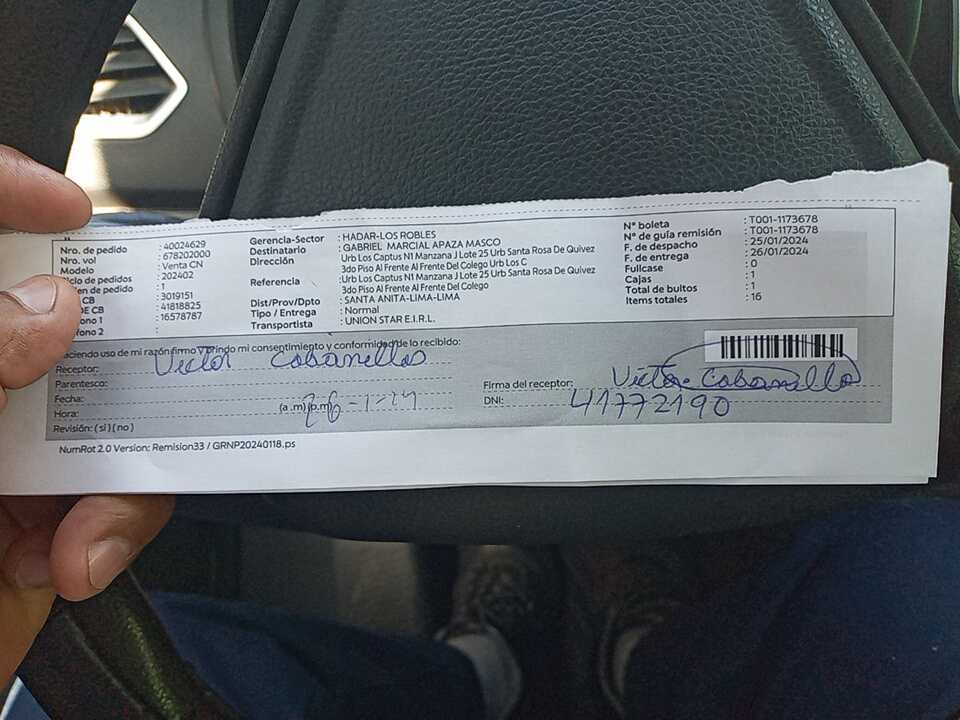 Nro. de pedido : 40024629
Nro. vol : 678202000
Modelo : Venta CN
Ciclo de pedidos : 202402
en de pedido : 1
CB : 3019151
DE CB : 41818825
fono 1 : 16578787
fono 2 :
Gerencia-Sector : HADAR-LOS ROBLES
Destinatario : GABRIEL MARCIAL APAZA MASCO
Dirección Urb Los Captus N1 Manzana J Lote 25 Urb Santa Rosa De Quivez
3do Piso Al Frente Al Frente Del Colego Urb Los C
Referencia :Urb Los Captus N1 Manzana J Lote 25 Urb Santa Rosa De Quivez
3do Piso Al Frente Al Frente Del Colego
Dist/Prov/Dpto : SANTA ANITA-LIMA-LIMA
Tipo / Entrega : Normal
Transportista : UNION STAR E.I.R.L.
N° boleta : T001-1173678
N° de guía remisión : T001-1173678
F. de despacho : 25/01/2024
F. de entrega : 26/01/2024
Fullcase : 0
Cajas : 1
Total de bultos : 1
Items totales : 16
haciendo uso de mi razón firmo y brindo mi consentimiento y conformidad de lo recibido:
Receptor: Victor Cabanellas
Parentesco:
Fecha: 26-1-24
Hora: (a.m) (p.m)
Revisión: ( si ) ( no )
Firma del receptor: Victor Cabanella
DNI: 41772190
NumRot 2.0 Version: Remision33 / GRNP20240118.ps